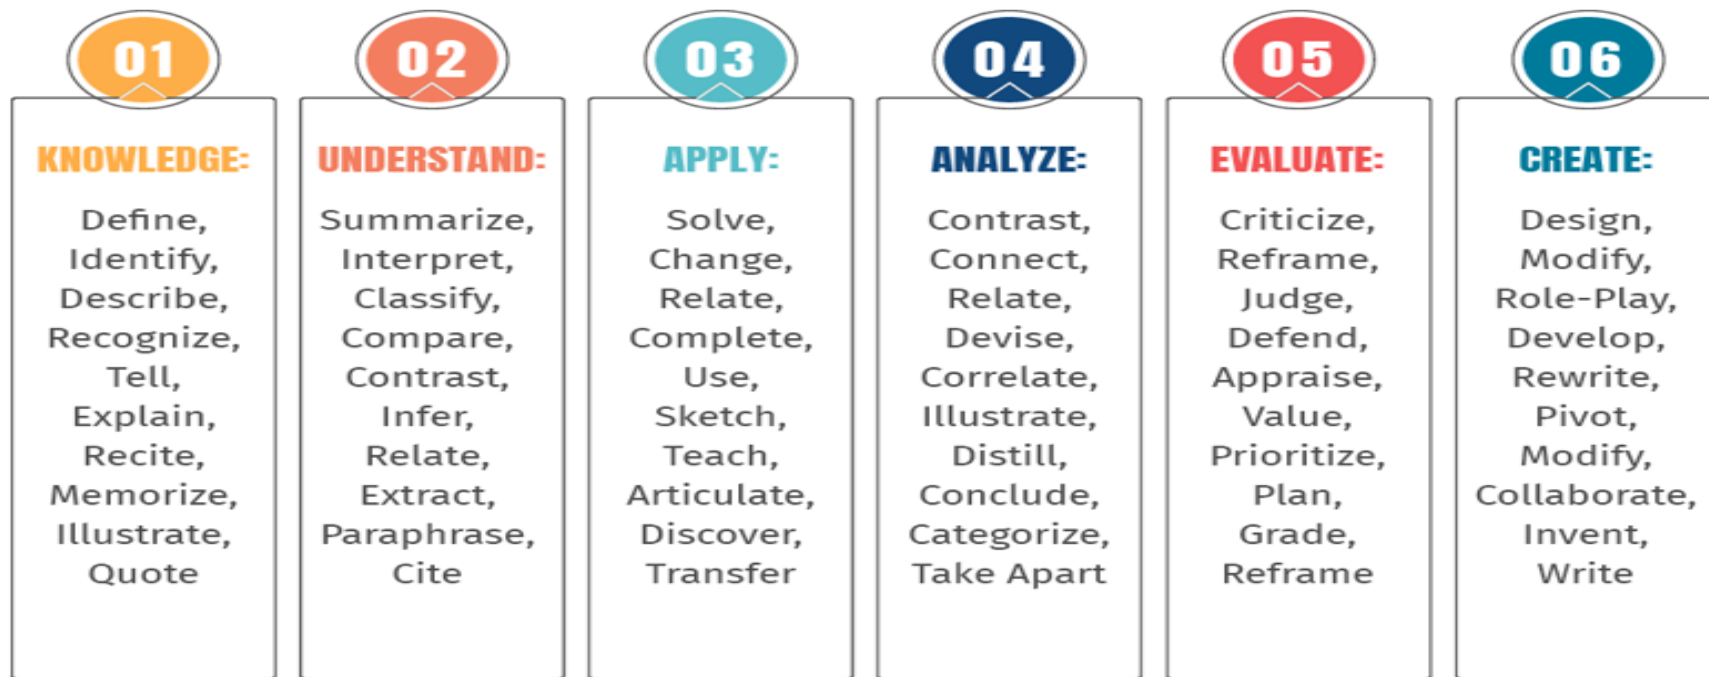 01
KNOWLEDGE:
Define,
Identify,
Describe,
Recognize,
Tell,
Explain,
Recite,
Memorize,
Illustrate,
Quote
02
UNDERSTAND:
Summarize,
Interpret,
Classify,
Compare,
Contrast,
Infer,
Relate,
Extract,
Paraphrase,
Cite
03
APPLY:
Solve,
Change,
Relate,
Complete,
Use,
Sketch,
Teach,
Articulate,
Discover,
Transfer
04
ANALYZE:
Contrast,
Connect,
Relate,
Devise,
Correlate,
Illustrate,
Distill,
Conclude,
Categorize,
Take Apart
05
EVALUATE:
Criticize,
Reframe,
Judge,
Defend,
Appraise,
Value,
Prioritize,
Plan,
Grade,
Reframe
06
CREATE:
Design,
Modify,
Role-Play,
Develop,
Rewrite,
Pivot,
Modify,
Collaborate,
Invent,
Write